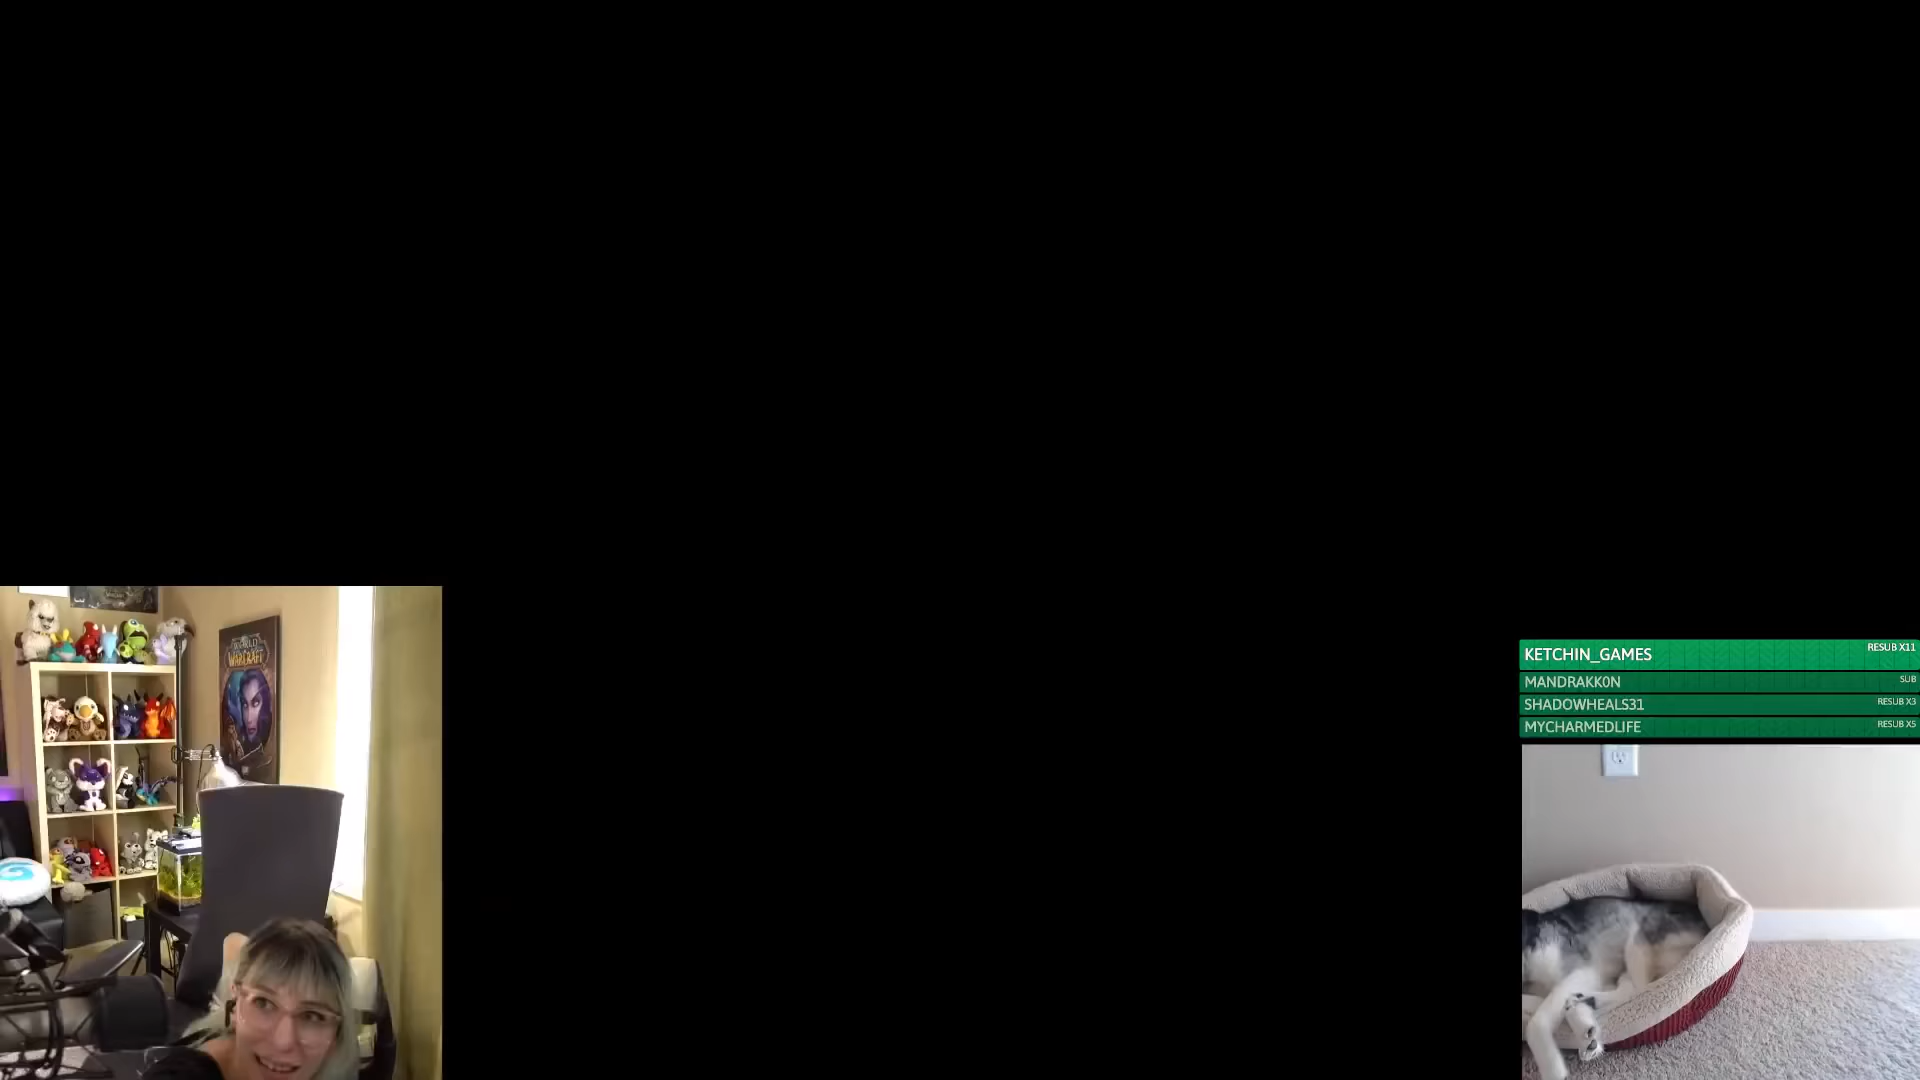 WORLD
WARCRAFT
KETCHIN_GAMES
RESUB X11
MANDRAKK0N
SUB
SHADOWHEALS31
RESUB X3
MYCHARMEDLIFE
RESUB X5